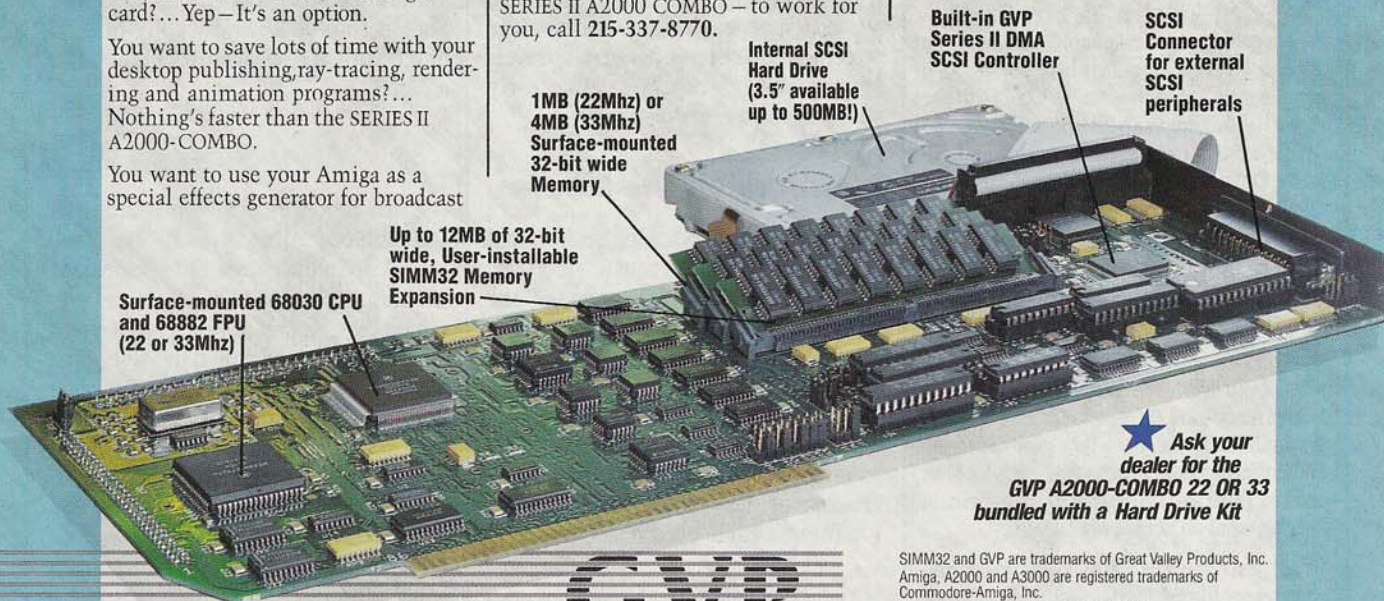 card?... Yep—It's an option.
You want to save lots of time with your
desktop publishing,ray-tracing, render-
ing and animation programs?...
Nothing's faster than the SERIES II
A2000-COMBO.
You want to use your Amiga as a
special effects generator for broadcast
SERIES II A2000 COMBO—to work for
you, call 215-337-8770.
Internal SCSI
Hard Drive
(3.5" available
up to 500MB!)
Built-in GVP
Series II DMA
SCSI Controller
SCSI
Connector
for external
SCSI
peripherals
1MB (22Mhz) or
4MB (33Mhz)
Surface-mounted
32-bit wide
Memory
Up to 12MB of 32-bit
wide, User-installable
SIMM32 Memory
Expansion
Surface-mounted 68030 CPU
and 68882 FPU
(22 or 33Mhz)
Ask your
dealer for the
GVP A2000-COMBO 22 OR 33
bundled with a Hard Drive Kit
GVP
SIMM32 and GVP are trademarks of Great Valley Products, Inc.
Amiga, A2000 and A3000 are registered trademarks of
Commodore-Amiga, Inc.